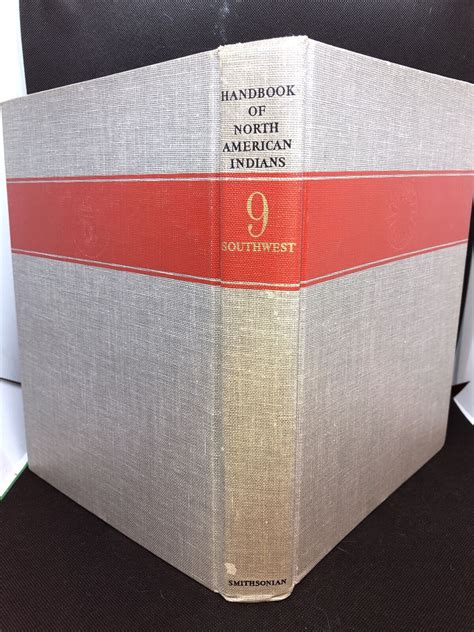 HANDBOOK
OF
NORTH
AMERICAN
INDIANS
9
SOUTHWEST
SMITHSONIAN